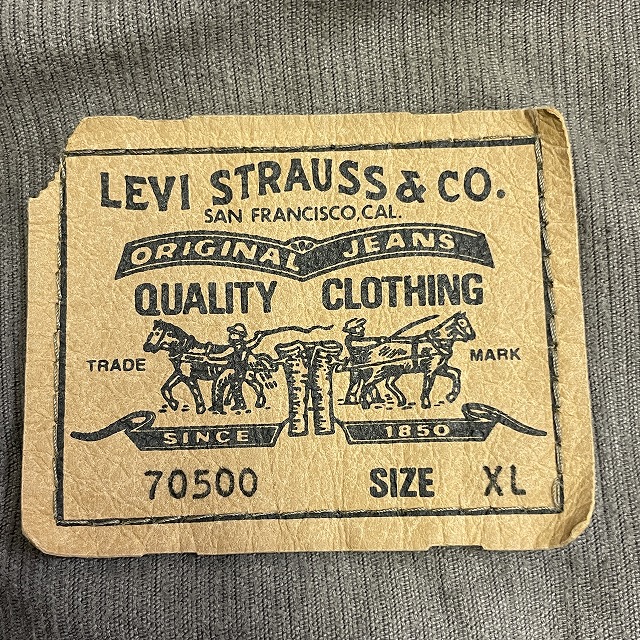 LEVI STRAUSS & CO.
SAN FRANCISCO, CAL.
ORIGINAL JEANS
QUALITY CLOTHING
TRADE MARK
SINCE 1850
70500 SIZE XL